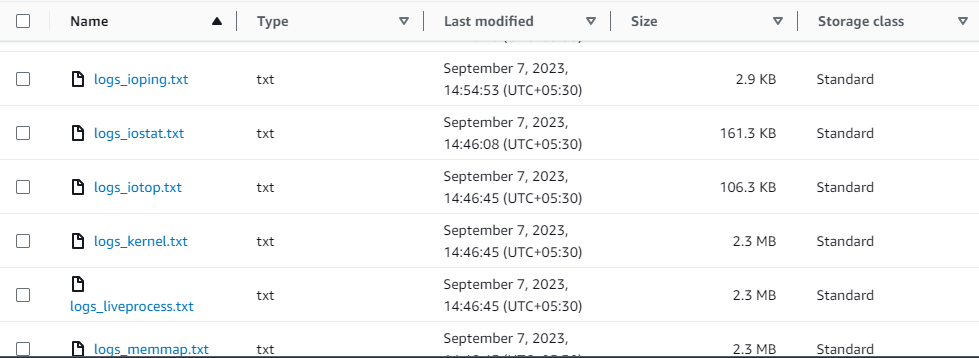 Name Type Last modified Size Storage class
logs_ioping.txt txt September 7, 2023, 14:54:53 (UTC+05:30) 2.9 KB Standard
logs_iostat.txt txt September 7, 2023, 14:46:08 (UTC+05:30) 161.3 KB Standard
logs_iotop.txt txt September 7, 2023, 14:46:45 (UTC+05:30) 106.3 KB Standard
logs_kernel.txt txt September 7, 2023, 14:46:45 (UTC+05:30) 2.3 MB Standard
logs_liveprocess.txt txt September 7, 2023, 14:46:45 (UTC+05:30) 2.3 MB Standard
logs_memmap.txt txt September 7, 2023, 2.3 MB Standard